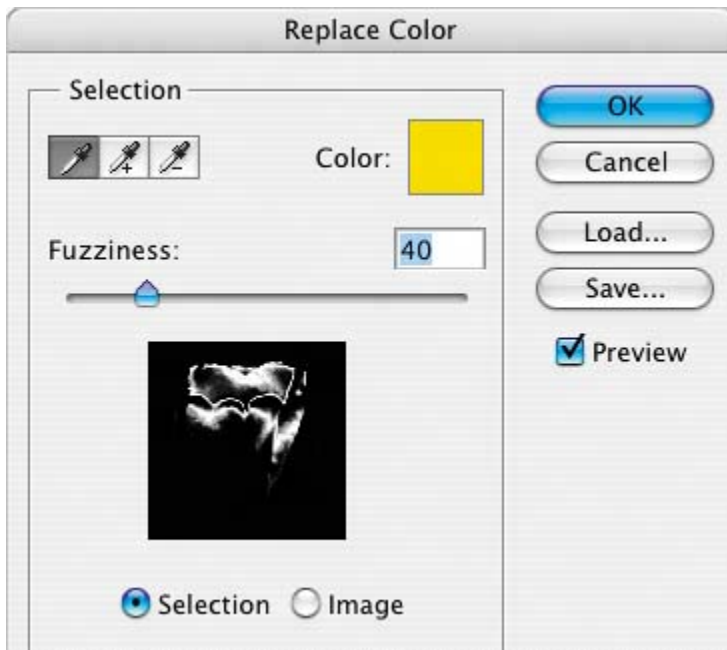 Replace Color
Selection
OK
Color:
Cancel
Fuzziness:
40
Load...
Save...
Preview
Selection
Image